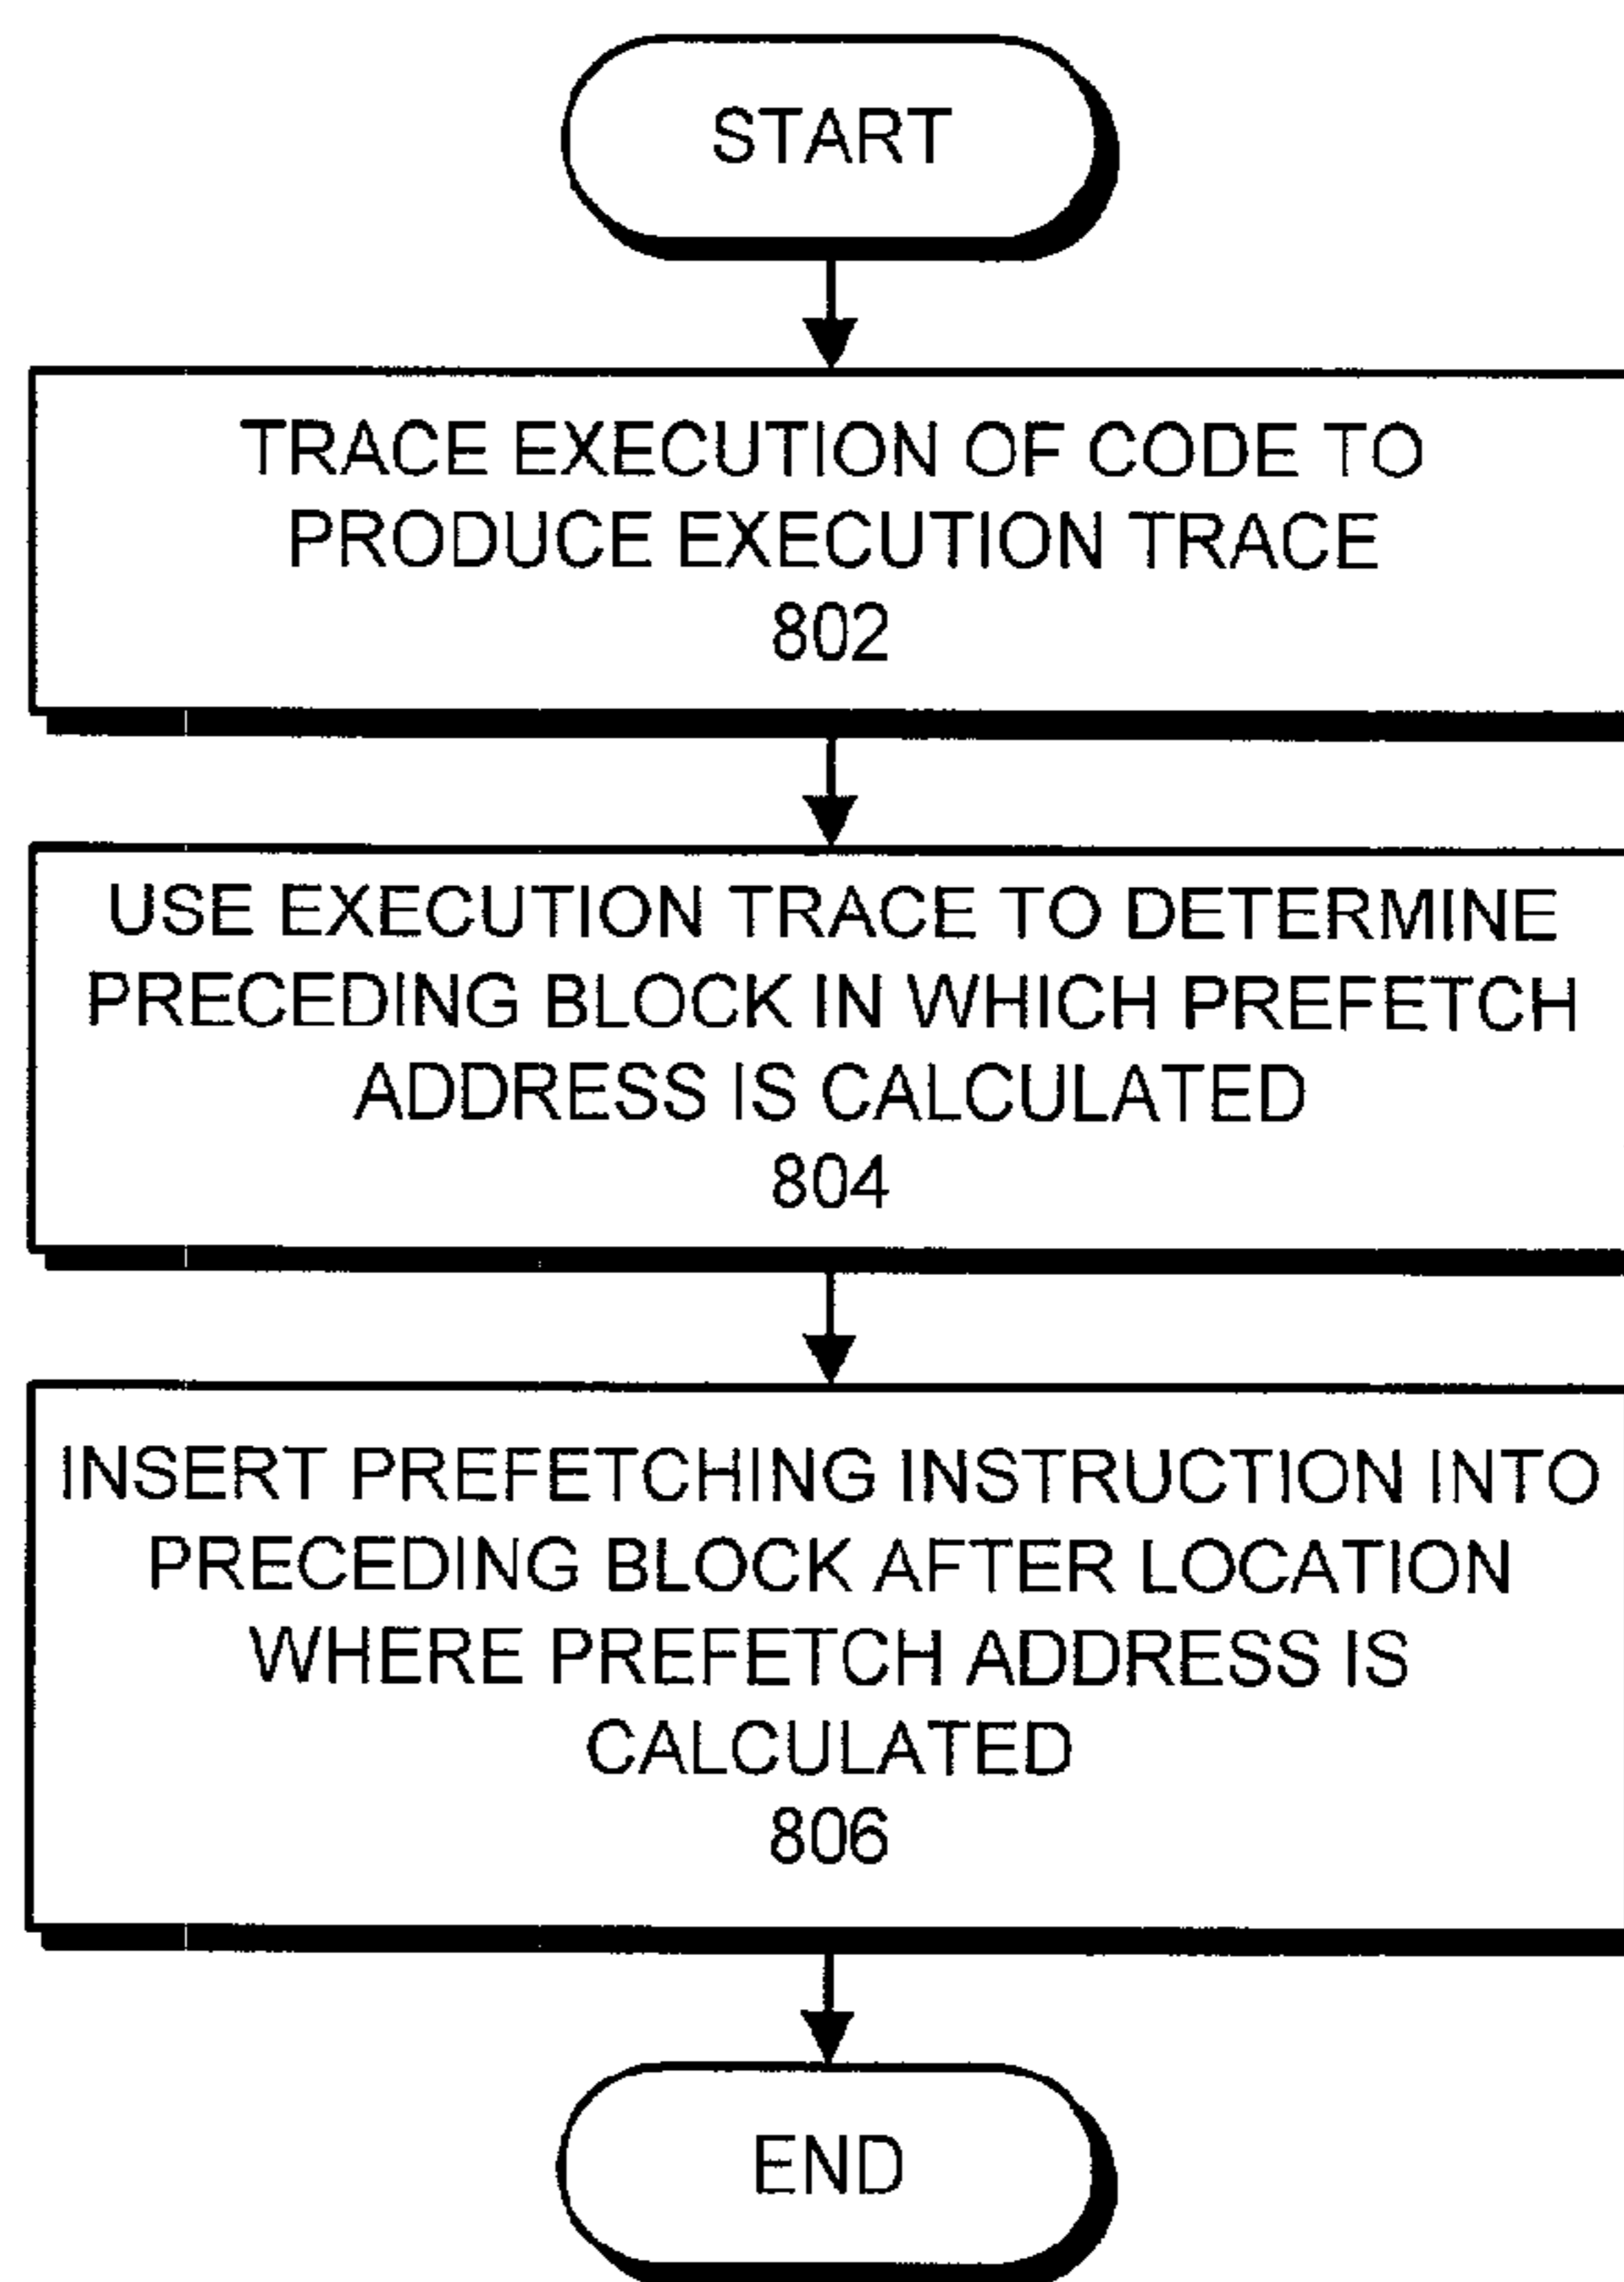 START
TRACE EXECUTION OF CODE TO
PRODUCE EXECUTION TRACE
802
USE EXECUTION TRACE TO DETERMINE
PRECEDING BLOCK IN WHICH PREFETCH
ADDRESS IS CALCULATED
804
INSERT PREFETCHING INSTRUCTION INTO
PRECEDING BLOCK AFTER LOCATION
WHERE PREFETCH ADDRESS IS
CALCULATED
806
END